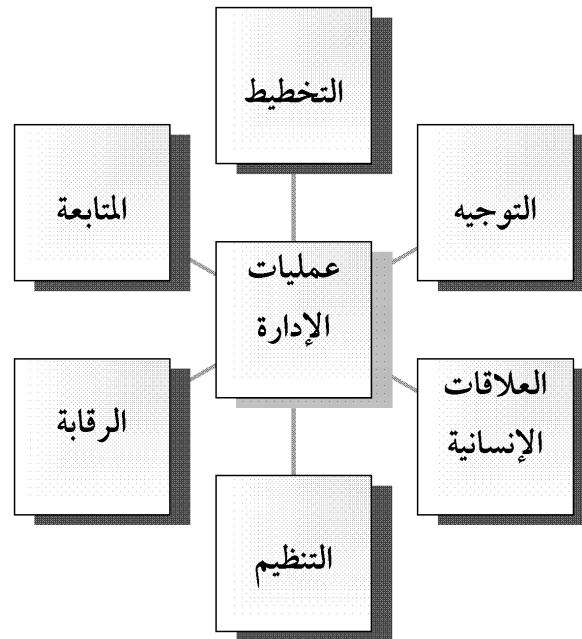 التخطيط
التوجيه
المتابعة
عمليات
الإدارة
العلاقات
الإنسانية
الرقابة
التنظيم